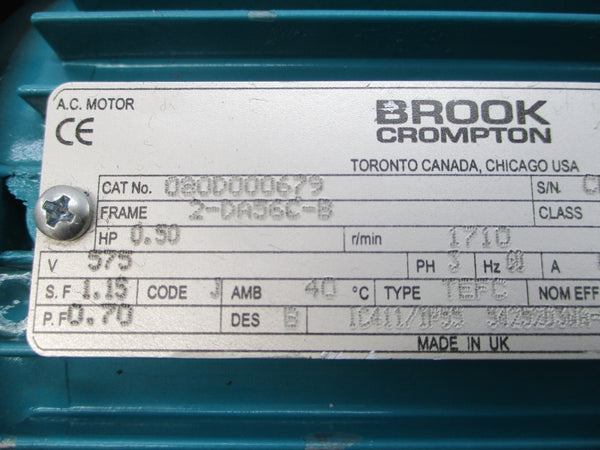 A.C. MOTOR
CE
BROOK
CROMPTON
TORONTO CANADA, CHICAGO USA
CAT No. 080D000679 S/N.
FRAME 2-DA56C-B CLASS
HP 0.50 r/min 1710
V 575 PH 3 Hz 60 A
S.F 1.15 CODE J AMB 40 °C TYPE TEFC NOM EFF
P.F 0.70 DES B IC411/IP55
MADE IN UK